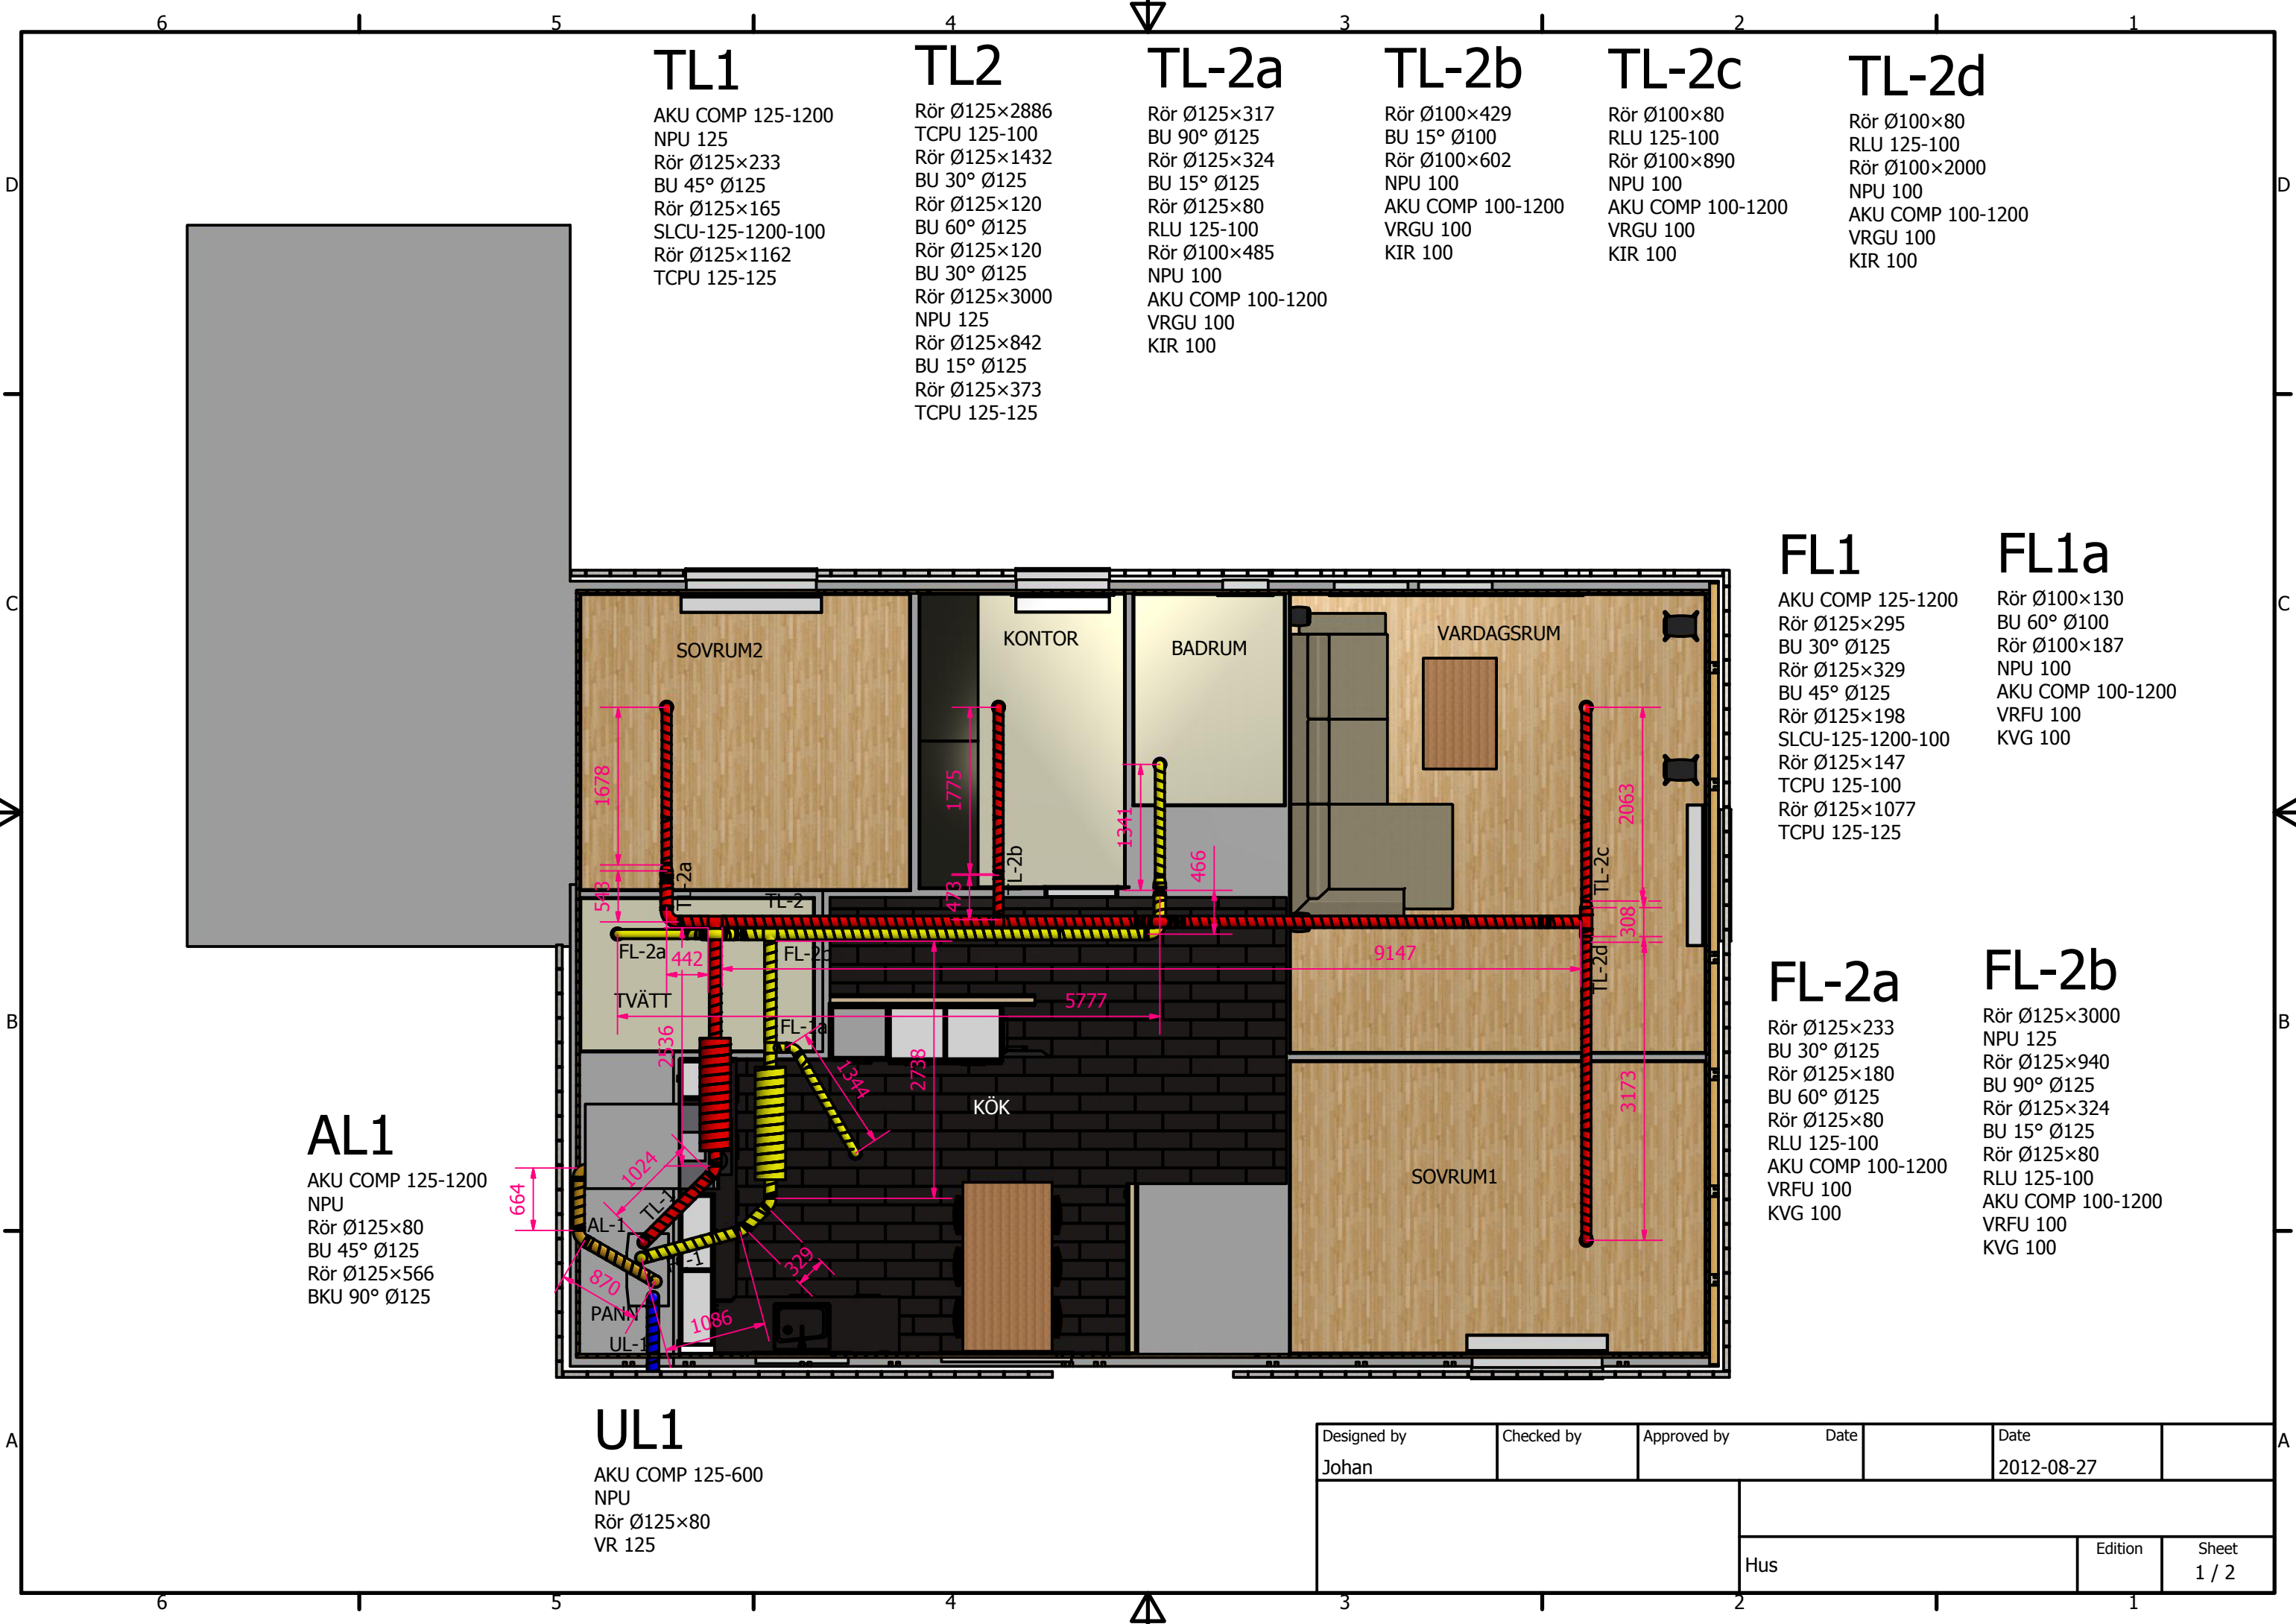 6 5 4 3 2 1
TL1
AKU COMP 125-1200
NPU 125
Rör Ø125×233
BU 45° Ø125
Rör Ø125×165
SLCU-125-1200-100
Rör Ø125×1162
TCPU 125-125
TL2
Rör Ø125×2886
TCPU 125-100
Rör Ø125×1432
BU 30° Ø125
Rör Ø125×120
BU 60° Ø125
Rör Ø125×120
BU 30° Ø125
Rör Ø125×3000
NPU 125
Rör Ø125×842
BU 15° Ø125
Rör Ø125×373
TCPU 125-125
TL-2a
Rör Ø125×317
BU 90° Ø125
Rör Ø125×324
BU 15° Ø125
Rör Ø125×80
RLU 125-100
Rör Ø100×485
NPU 100
AKU COMP 100-1200
VRGU 100
KIR 100
TL-2b
Rör Ø100×429
BU 15° Ø100
Rör Ø100×602
NPU 100
AKU COMP 100-1200
VRGU 100
KIR 100
TL-2c
Rör Ø100×80
RLU 125-100
Rör Ø100×890
NPU 100
AKU COMP 100-1200
VRGU 100
KIR 100
TL-2d
Rör Ø100×80
RLU 125-100
Rör Ø100×2000
NPU 100
AKU COMP 100-1200
VRGU 100
KIR 100
D D
C C
B B
A A
FL1
AKU COMP 125-1200
Rör Ø125×295
BU 30° Ø125
Rör Ø125×329
BU 45° Ø125
Rör Ø125×198
SLCU-125-1200-100
Rör Ø125×147
TCPU 125-100
Rör Ø125×1077
TCPU 125-125
FL1a
Rör Ø100×130
BU 60° Ø100
Rör Ø100×187
NPU 100
AKU COMP 100-1200
VRFU 100
KVG 100
SOVRUM2
KONTOR
BADRUM
VARDAGSRUM
1678
1775
1341
2063
TL-2a
TL-2b
TL-2c
543
473
466
308
TL-2
FL-2a
442
FL-2b
9147
TL-2d
TVÄTT
5777
FL-1a
2536
2738
1344
3173
KÖK
SOVRUM1
1024
664
TL-1
AL-1
329
870
PANN
1086
UL-1
FL-2a
Rör Ø125×233
BU 30° Ø125
Rör Ø125×180
BU 60° Ø125
Rör Ø125×80
RLU 125-100
AKU COMP 100-1200
VRFU 100
KVG 100
FL-2b
Rör Ø125×3000
NPU 125
Rör Ø125×940
BU 90° Ø125
Rör Ø125×324
BU 15° Ø125
Rör Ø125×80
RLU 125-100
AKU COMP 100-1200
VRFU 100
KVG 100
AL1
AKU COMP 125-1200
NPU
Rör Ø125×80
BU 45° Ø125
Rör Ø125×566
BKU 90° Ø125
UL1
AKU COMP 125-600
NPU
Rör Ø125×80
VR 125
Designed by
Johan
Checked by
Approved by
Date
Date
2012-08-27
Hus
Edition
Sheet
1 / 2
6 5 4 3 2 1